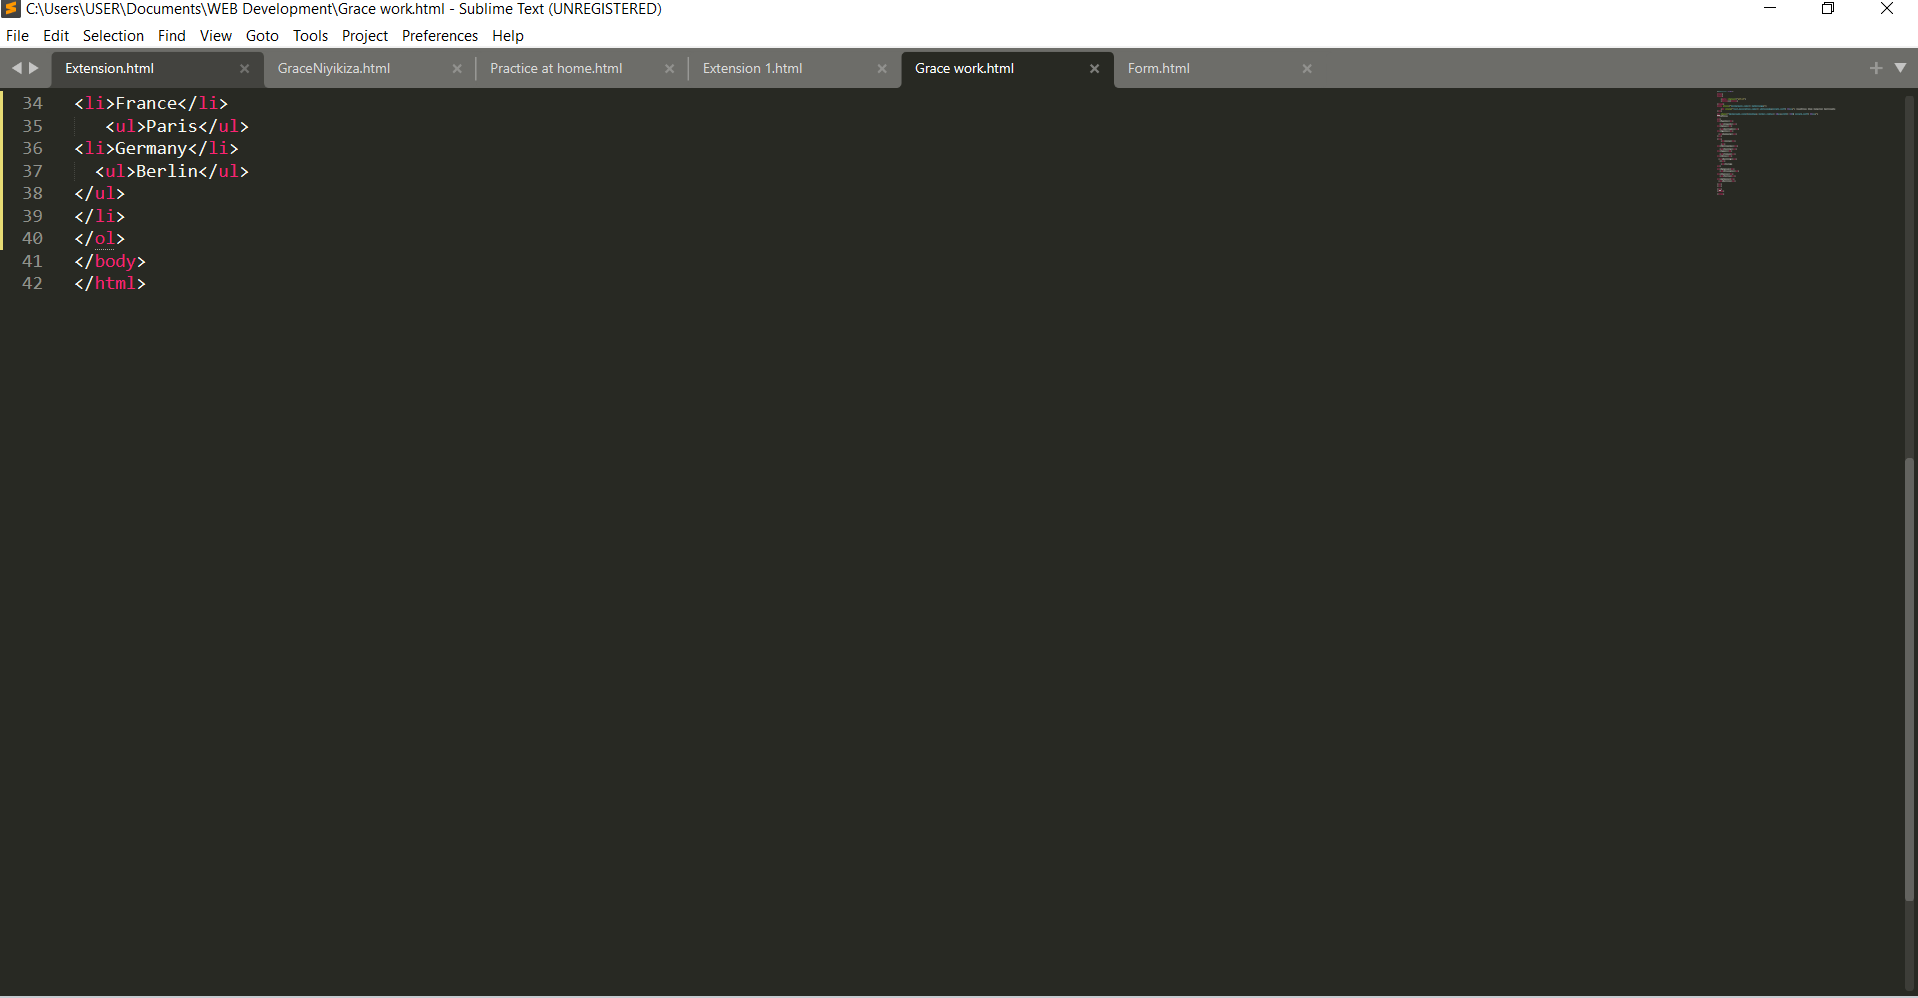 C:\Users\USER\Documents\WEB Development\Grace work.html - Sublime Text (UNREGISTERED)
File Edit Selection Find View Goto Tools Project Preferences Help
Extension.html GraceNiyikiza.html Practice at home.html Extension 1.html Grace work.html Form.html
34 <li>France</li>
35 <ul>Paris</ul>
36 <li>Germany</li>
37 <ul>Berlin</ul>
38 </ul>
39 </li>
40 </ol>
41 </body>
42 </html>